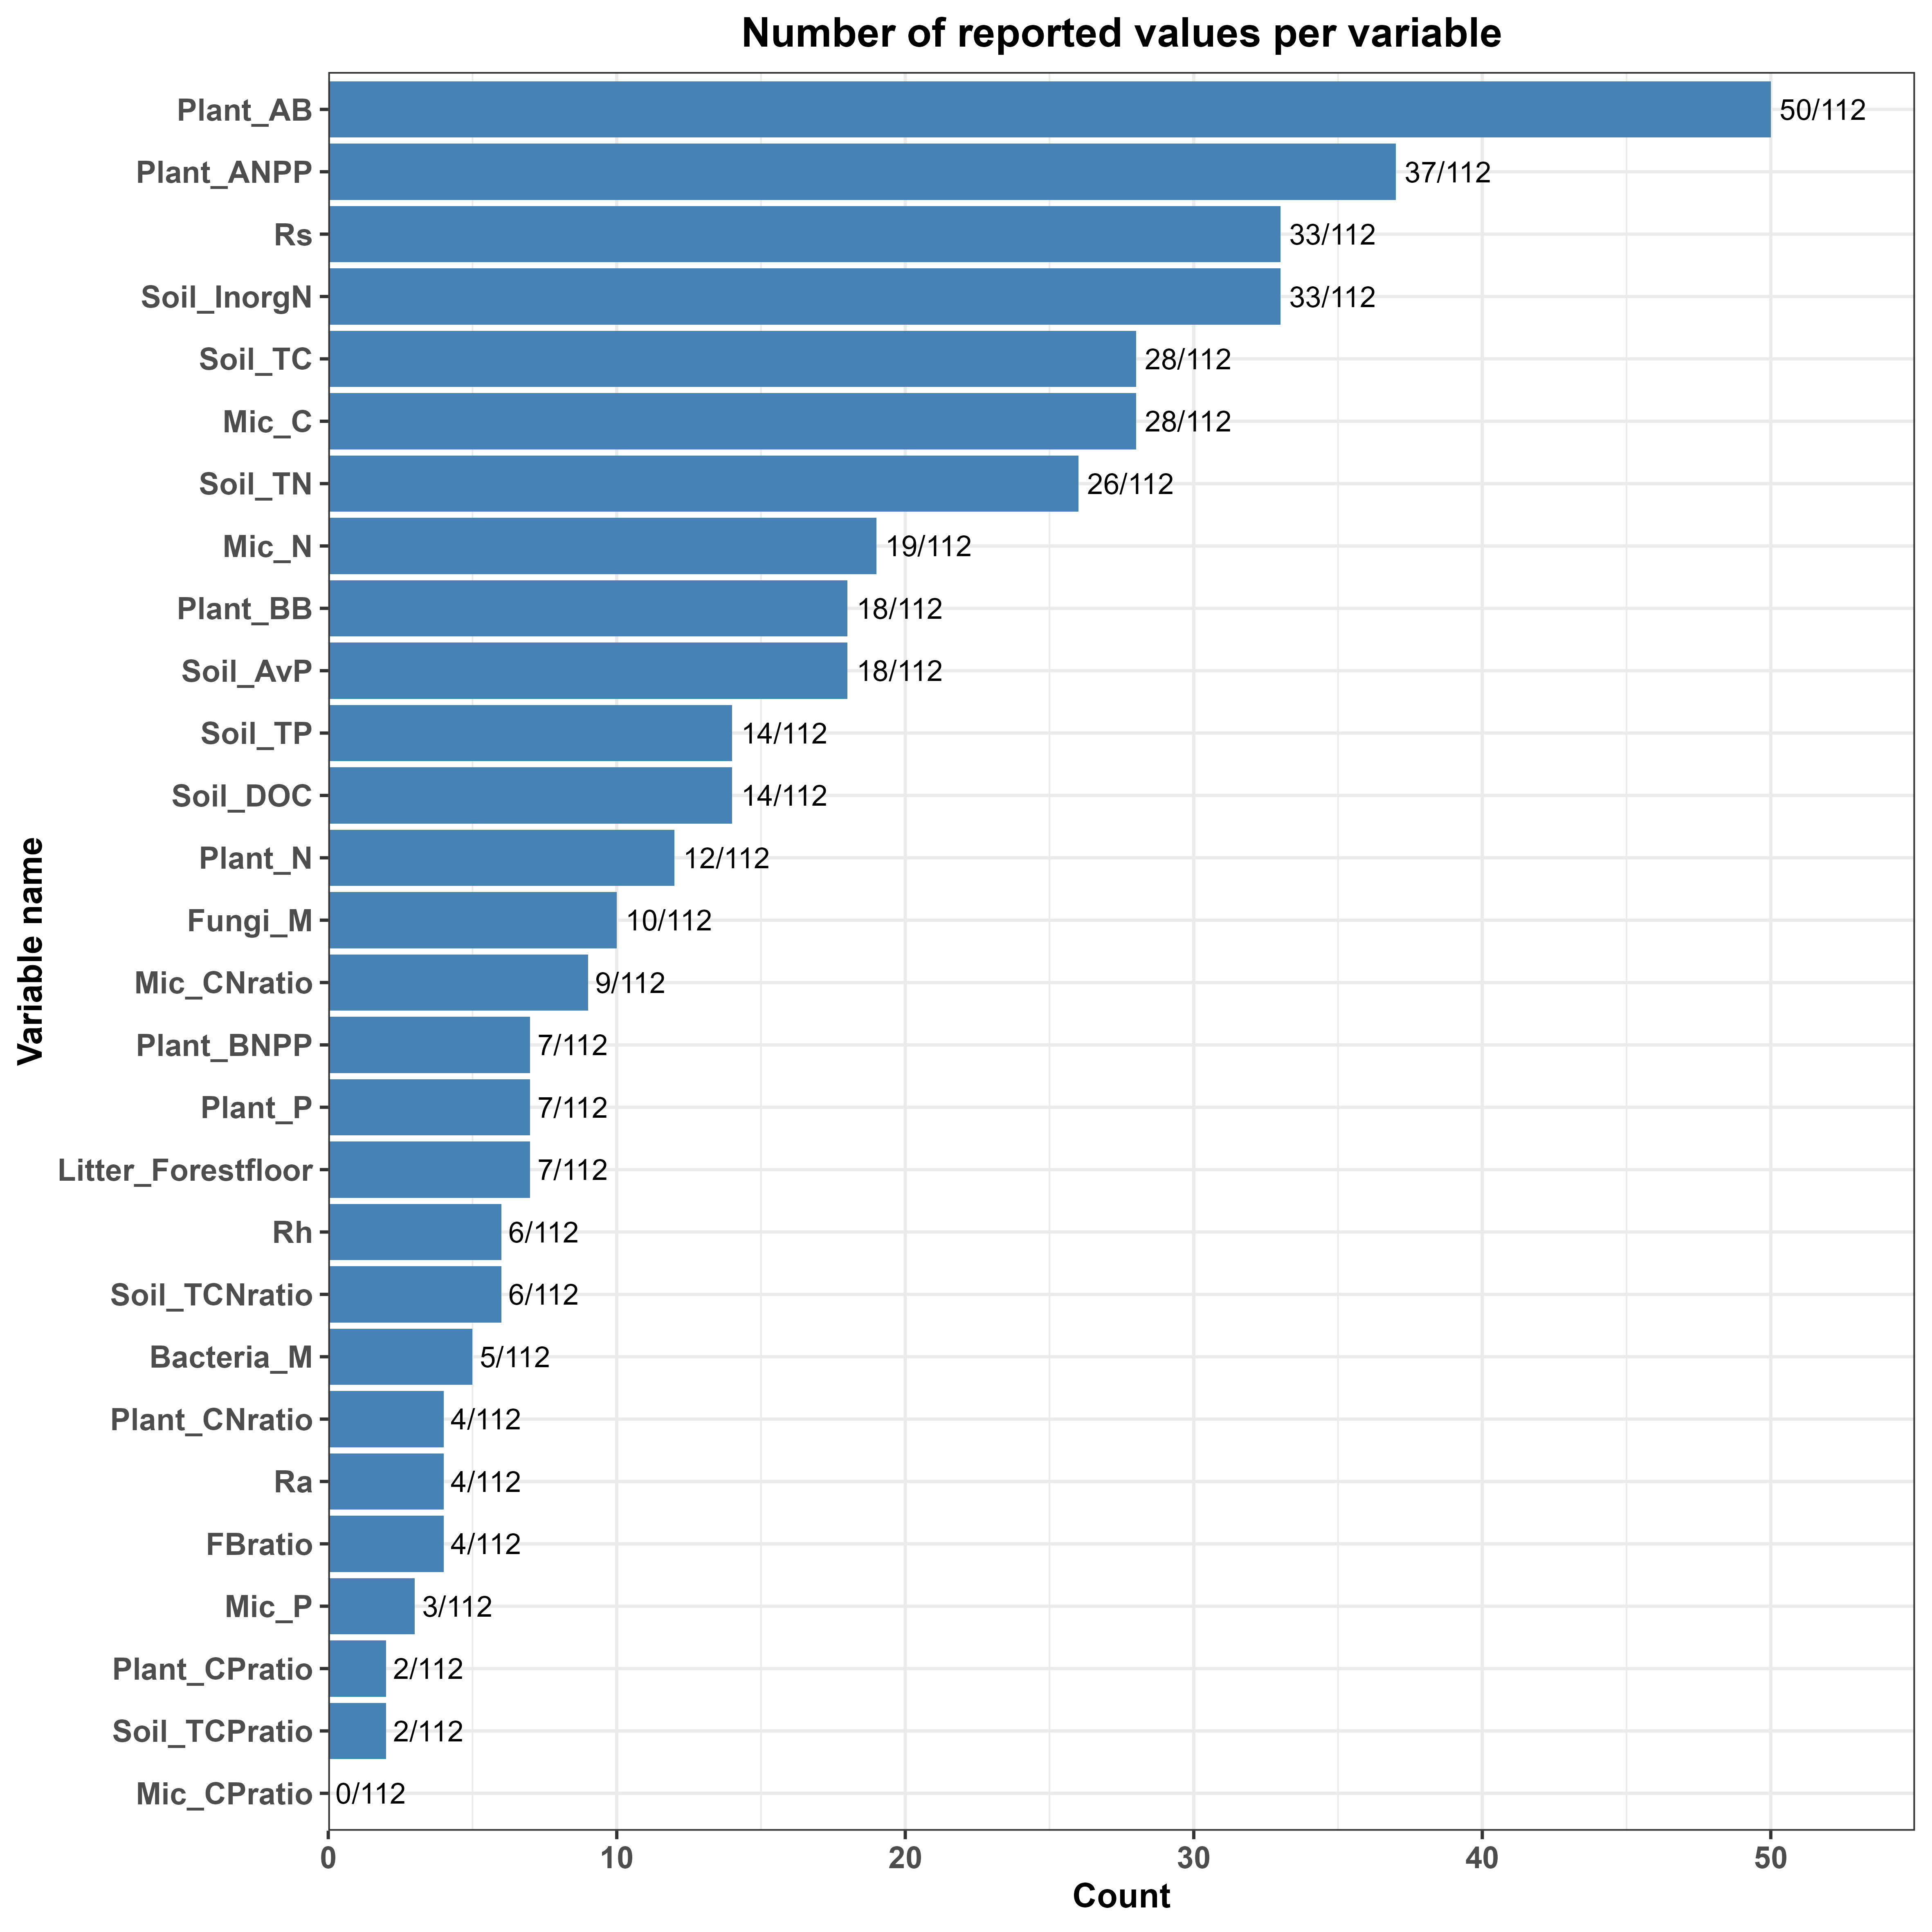 Number of reported values per variable
Variable name
Plant_AB 50/112
Plant_ANPP 37/112
Rs 33/112
Soil_InorgN 33/112
Soil_TC 28/112
Mic_C 28/112
Soil_TN 26/112
Mic_N 19/112
Plant_BB 18/112
Soil_AvP 18/112
Soil_TP 14/112
Soil_DOC 14/112
Plant_N 12/112
Fungi_M 10/112
Mic_CNratio 9/112
Plant_BNPP 7/112
Plant_P 7/112
Litter_Forestfloor 7/112
Rh 6/112
Soil_TCNratio 6/112
Bacteria_M 5/112
Plant_CNratio 4/112
Ra 4/112
FBratio 4/112
Mic_P 3/112
Plant_CPratio 2/112
Soil_TCPratio 2/112
Mic_CPratio 0/112
0 10 20 30 40 50
Count